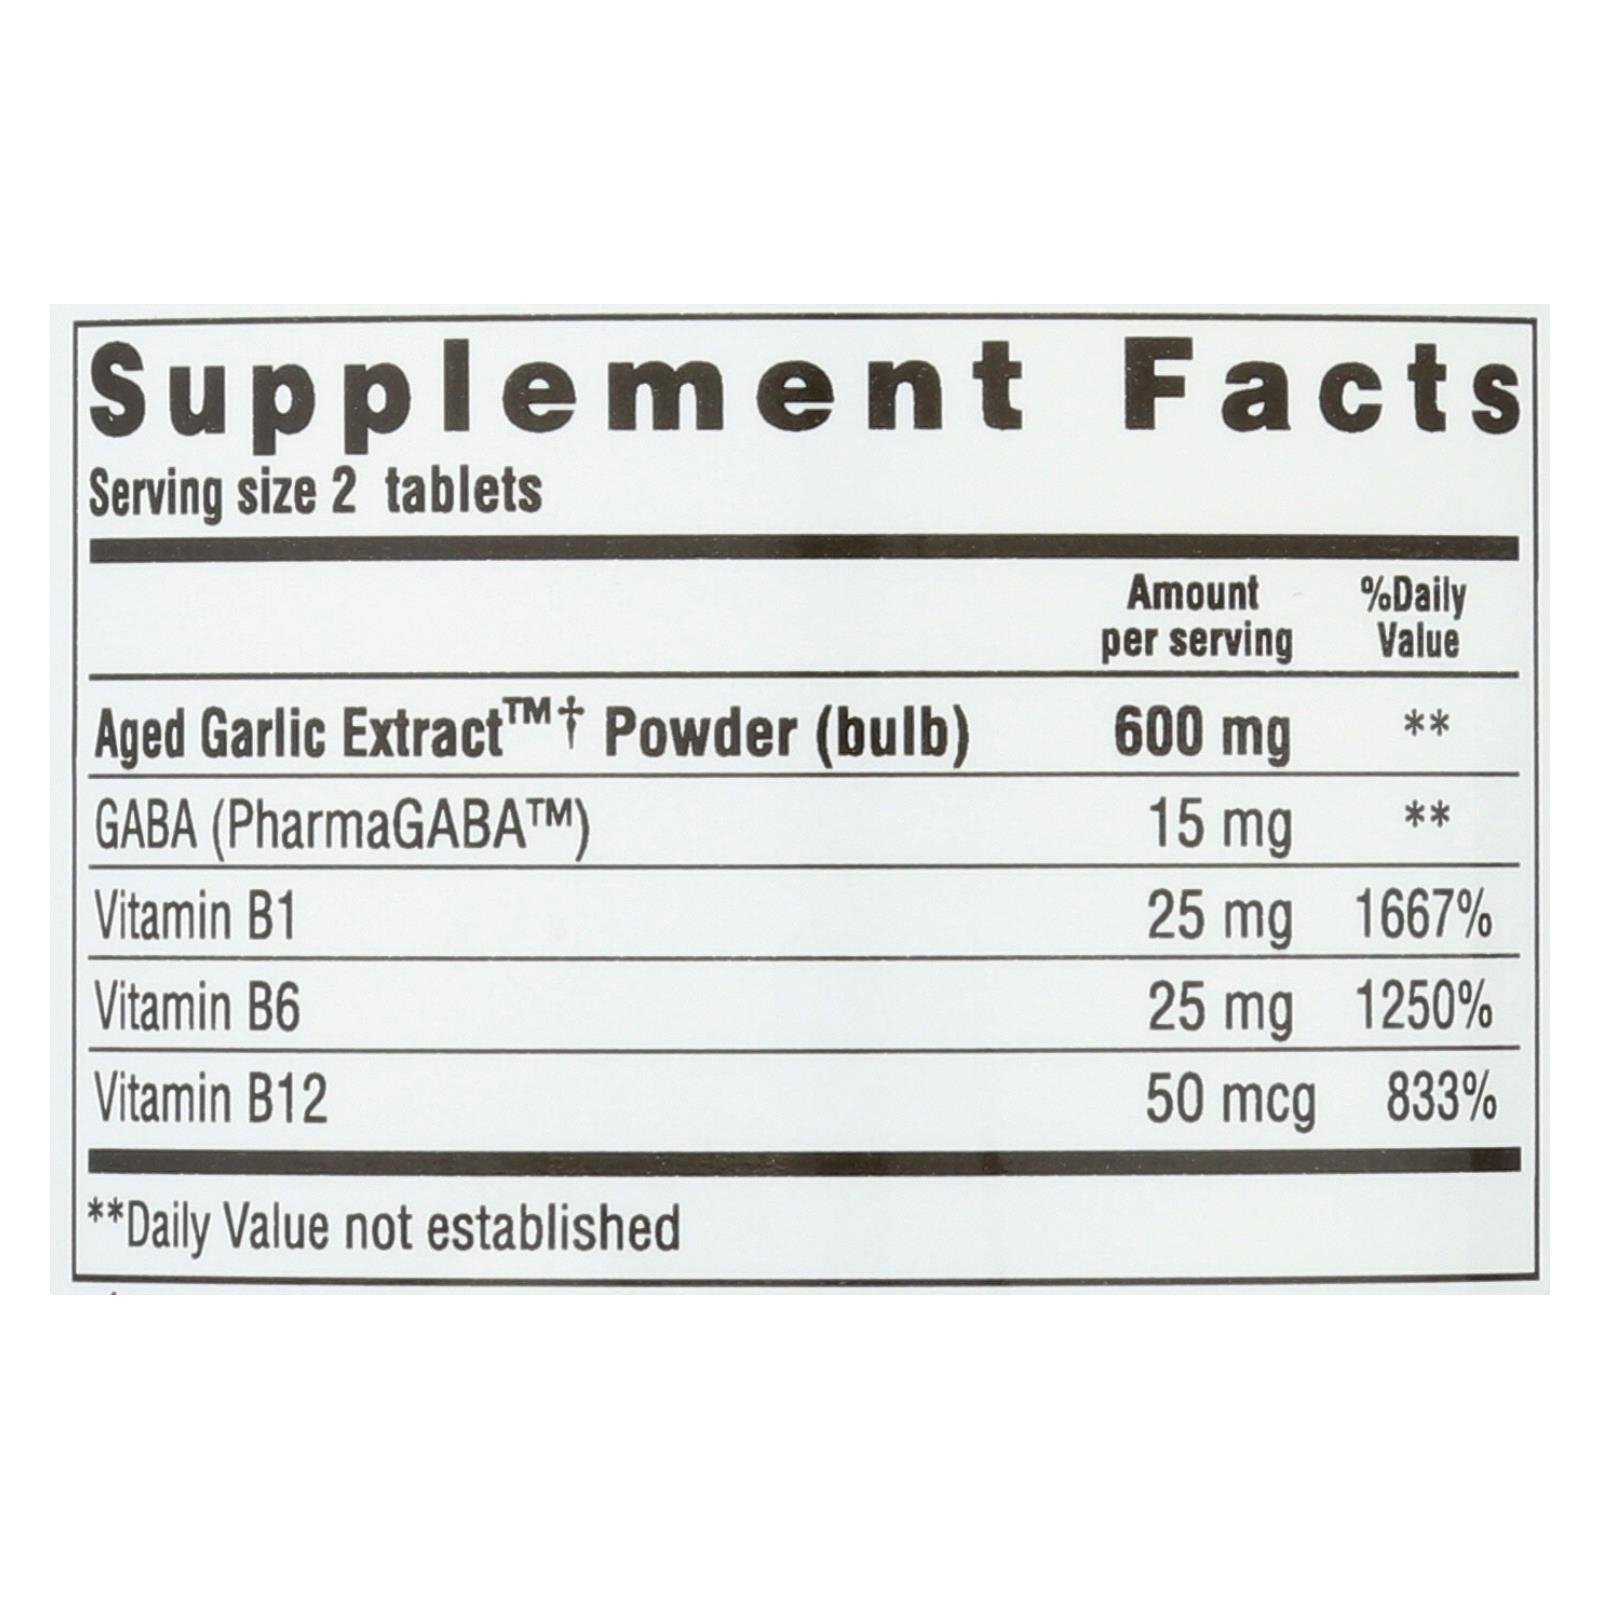 Supplement Facts
Serving size 2 tablets
Amount per serving %Daily Value
Aged Garlic Extract™† Powder (bulb) 600 mg **
GABA (PharmaGABA™) 15 mg **
Vitamin B1 25 mg 1667%
Vitamin B6 25 mg 1250%
Vitamin B12 50 mcg 833%
**Daily Value not established